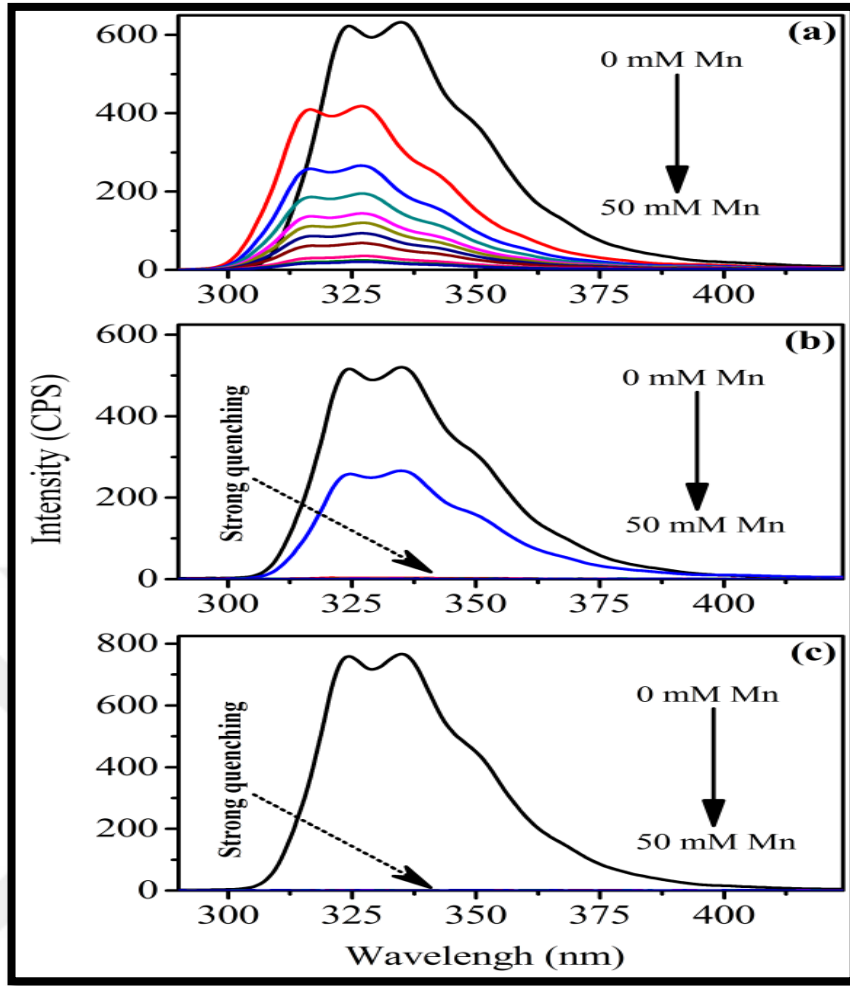 Intensity (CPS)
(a)
600
400
200
0
0 mM Mn
50 mM Mn
300 325 350 375 400
(b)
600
400
200
0
Strong quenching
0 mM Mn
50 mM Mn
300 325 350 375 400
(c)
800
600
400
200
0
Strong quenching
0 mM Mn
50 mM Mn
300 325 350 375 400
Wavelengh (nm)